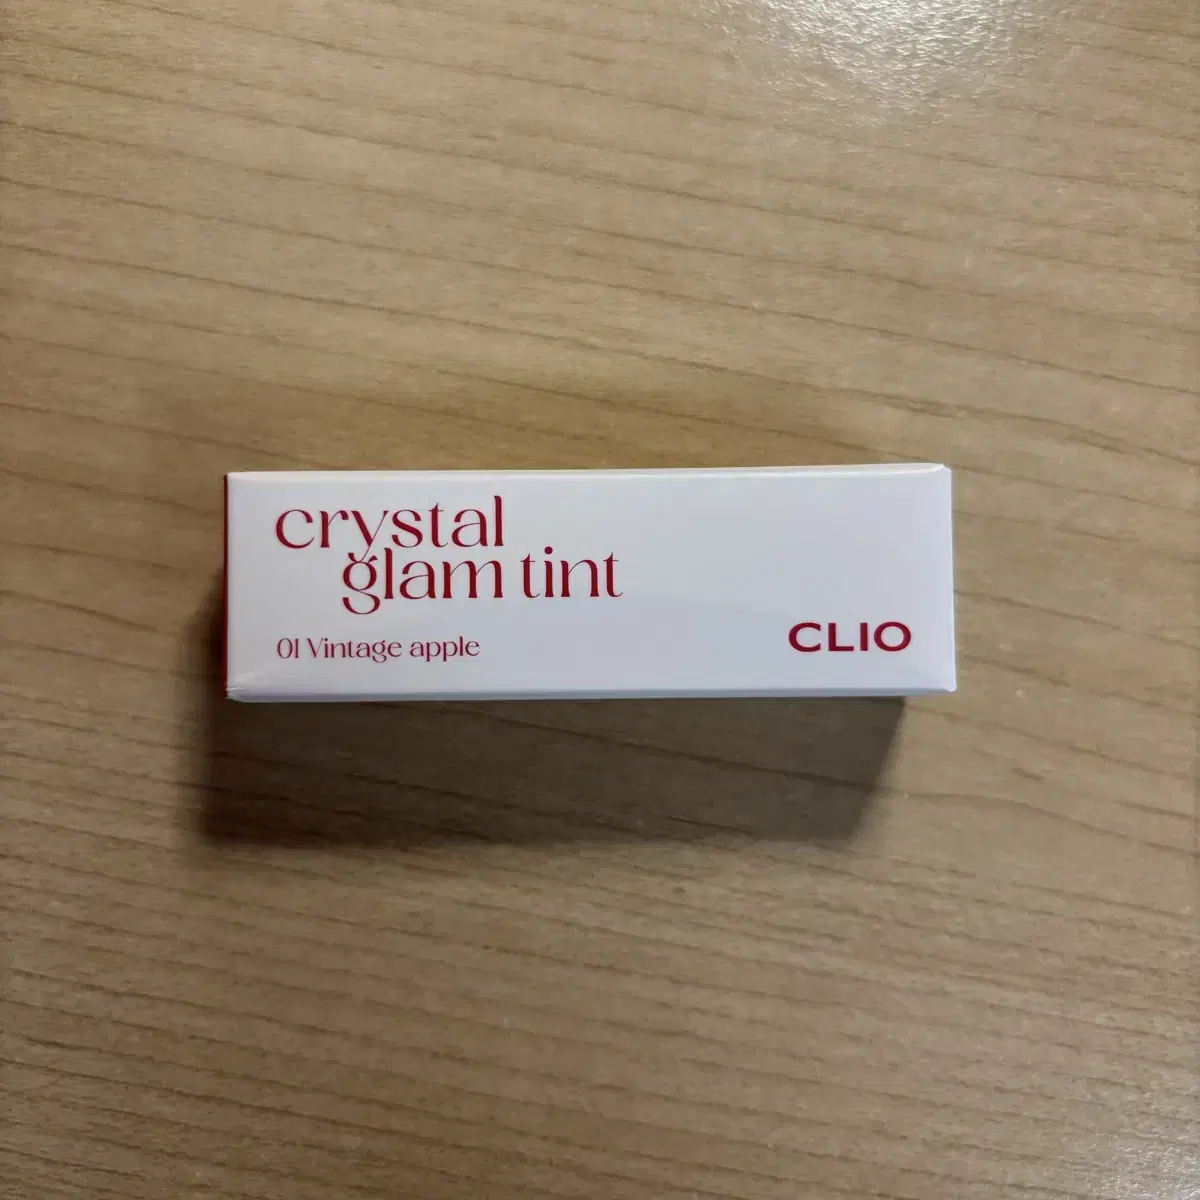 crystal
glam tint
01 Vintage apple
CLIO